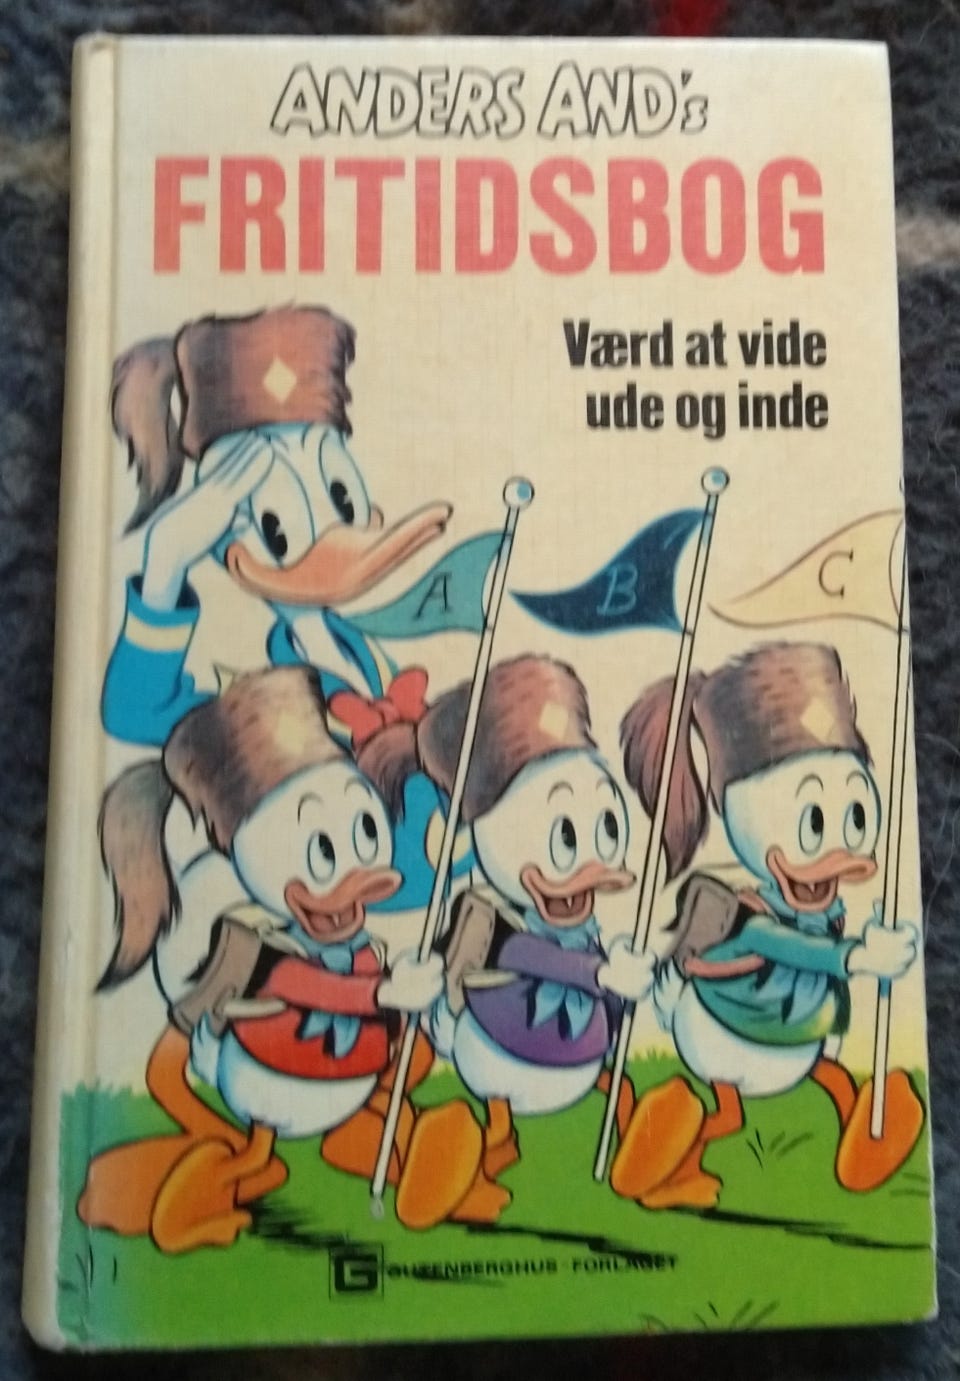 ANDERS AND's
FRITIDSBOG
Værd at vide
ude og inde
A
B
C
G GUTENBERGHUS - FORLAGET